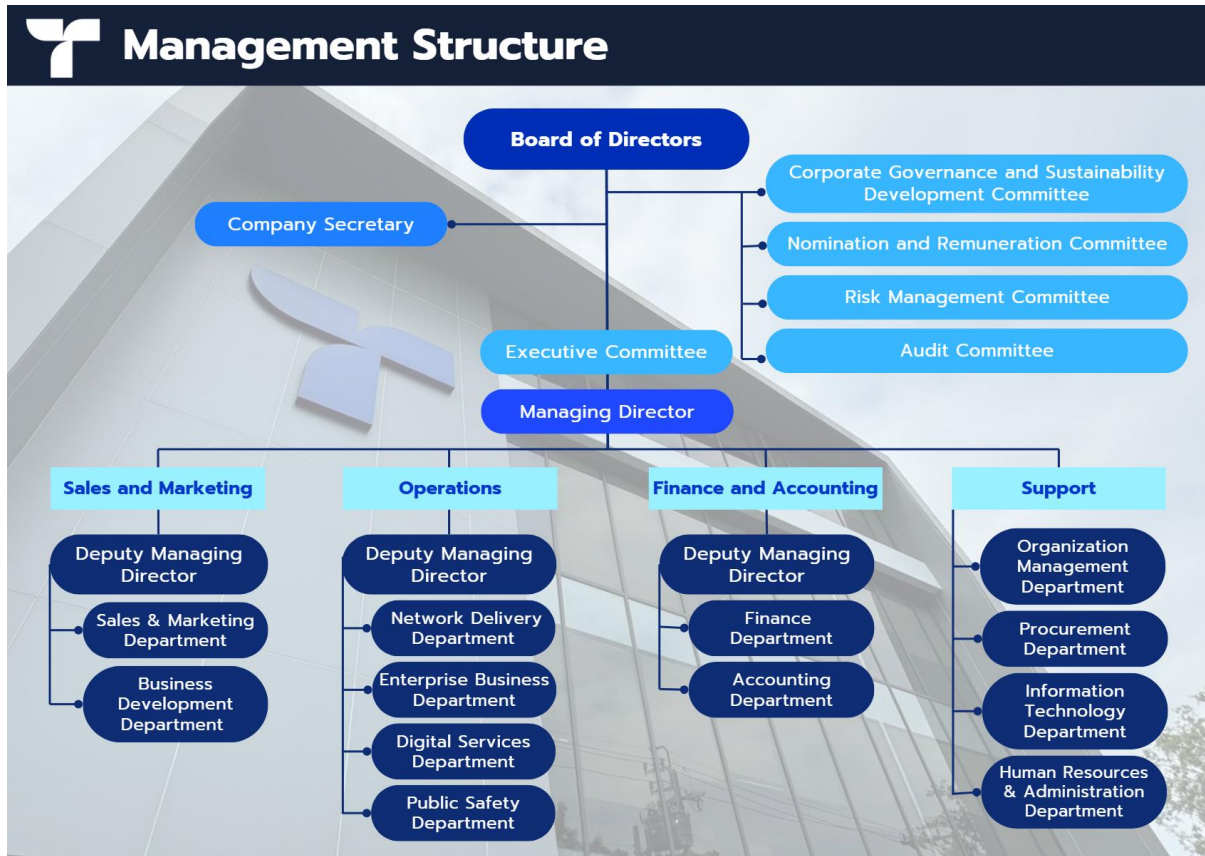 Management Structure
Board of Directors
Corporate Governance and Sustainability
Development Committee
Company Secretary
Nomination and Remuneration Committee
Risk Management Committee
Executive Committee
Audit Committee
Managing Director
Sales and Marketing
Deputy Managing
Director
Sales & Marketing
Department
Business
Development
Department
Operations
Deputy Managing
Director
Network Delivery
Department
Enterprise Business
Department
Digital Services
Department
Public Safety
Department
Finance and Accounting
Deputy Managing
Director
Finance
Department
Accounting
Department
Support
Organization
Management
Department
Procurement
Department
Information
Technology
Department
Human Resources
& Administration
Department